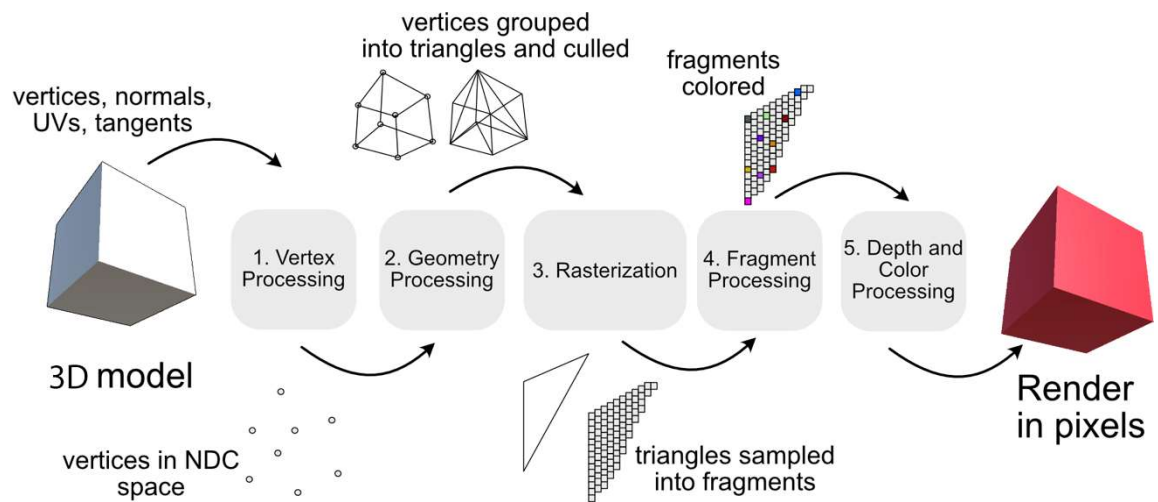 vertices, normals,
UVs, tangents
3D model
vertices in NDC
space
vertices grouped
into triangles and culled
fragments
colored
1. Vertex
Processing
2. Geometry
Processing
3. Rasterization
4. Fragment
Processing
5. Depth and
Color
Processing
triangles sampled
into fragments
Render
in pixels